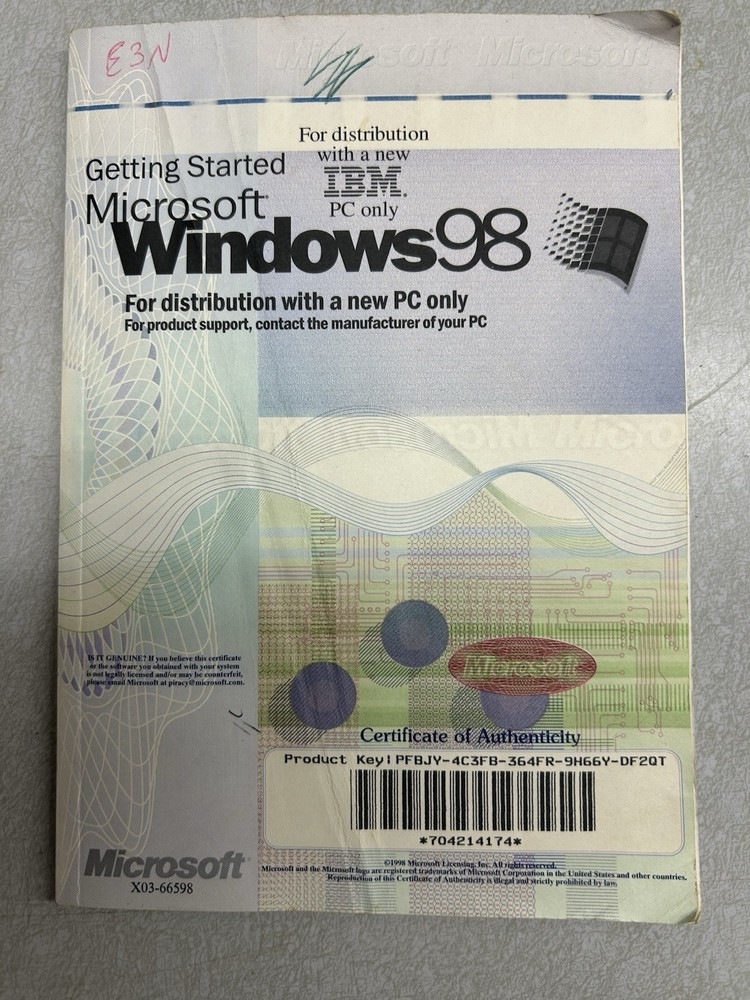 E3N
Microsoft Microsoft
For distribution
with a new
IBM.
PC only
Getting Started
Microsoft®
Windows®98
For distribution with a new PC only
For product support, contact the manufacturer of your PC
IS IT GENUINE? If you believe this certificate
or the software you obtained with your system
is not legally licensed and/or may be counterfeit,
please email Microsoft at piracy@microsoft.com.
Microsoft
Certificate of Authenticity
Product Key: PFBJY-4C3FB-364FR-9H66Y-DF2QT
*704214174*
©1998 Microsoft Licensing, Inc. All rights reserved.
Microsoft and the Microsoft logo are registered trademarks of Microsoft Corporation in the United States and other countries.
Reproduction of this Certificate of Authenticity is illegal and strictly prohibited by law.
Microsoft®
X03-66598